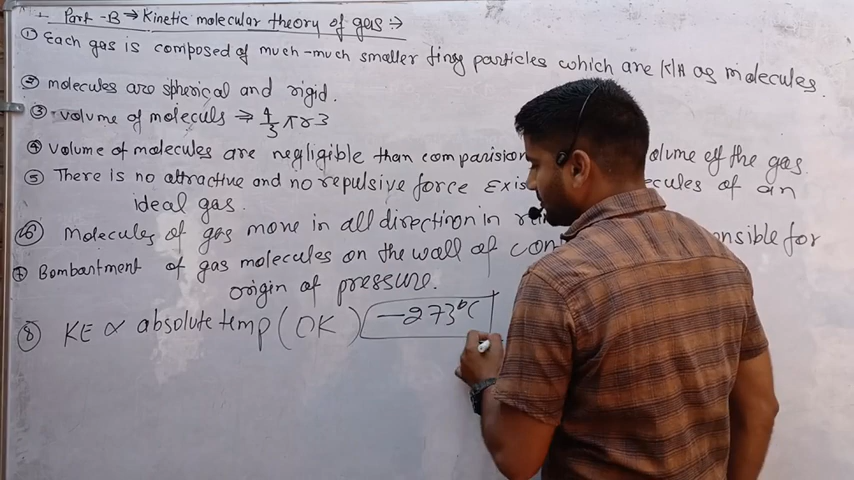 Part-B → Kinetic molecular theory of gas :→
① Each gas is composed of much-much smaller tiny particles which are K/A as molecules.
② molecules are spherical and rigid.
③ volume of moleculs ⇒ 4/3 πr3
④ volume of molecules are negligible than comparision olume of the gas.
⑤ There is no attractive and no repulsive force Exis ecules of an
ideal gas.
⑥ molecules of gas move in all direction in
⑦ Bombartment of gas molecules on the wall of con onsible for
origin of pressure.
⑧ KE ∝ absolute temp (OK) -273°C